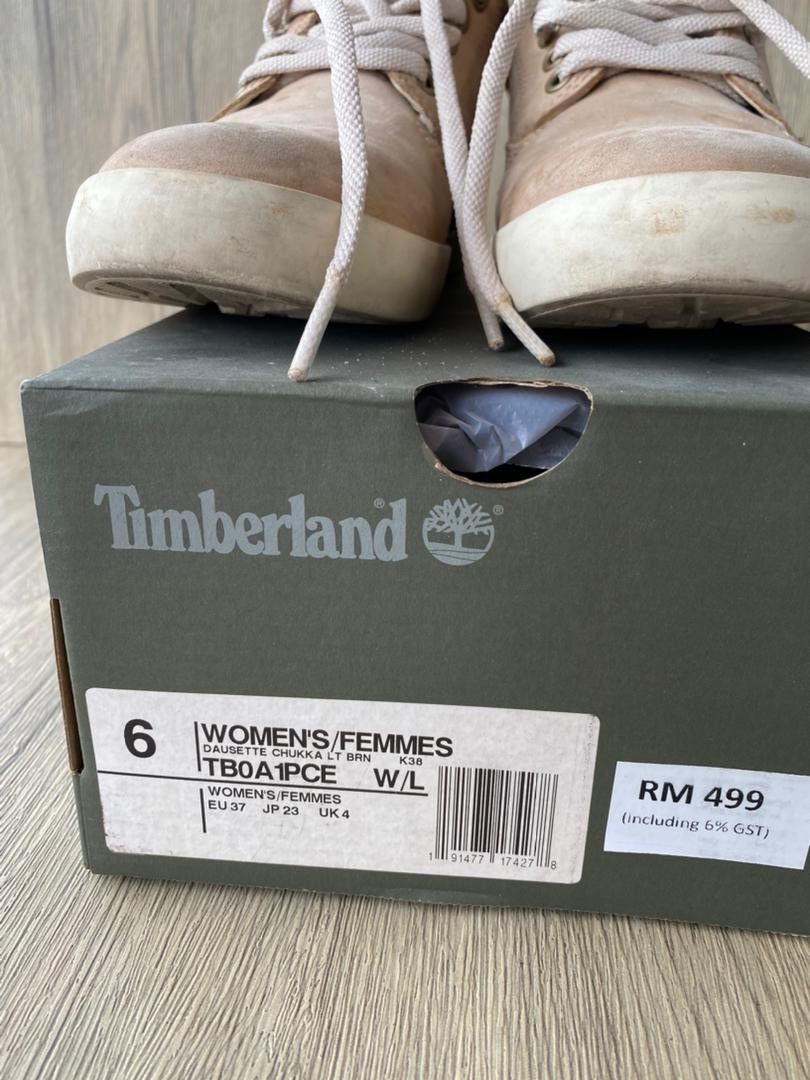 Timberland® ®
6
WOMEN'S/FEMMES
DAUSETTE CHUKKA LT BRN K38
TB0A1PCE W/L
WOMEN'S/FEMMES
EU 37 JP 23 UK 4
1 91477 17427 8
RM 499
(including 6% GST)